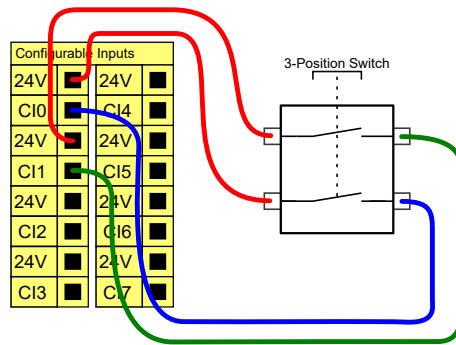 Configurable Inputs
3-Position Switch
24V 24V
CI0 CI4
24V 24V
CI1 CI5
24V 24V
CI2 CI6
24V 24V
CI3 CI7